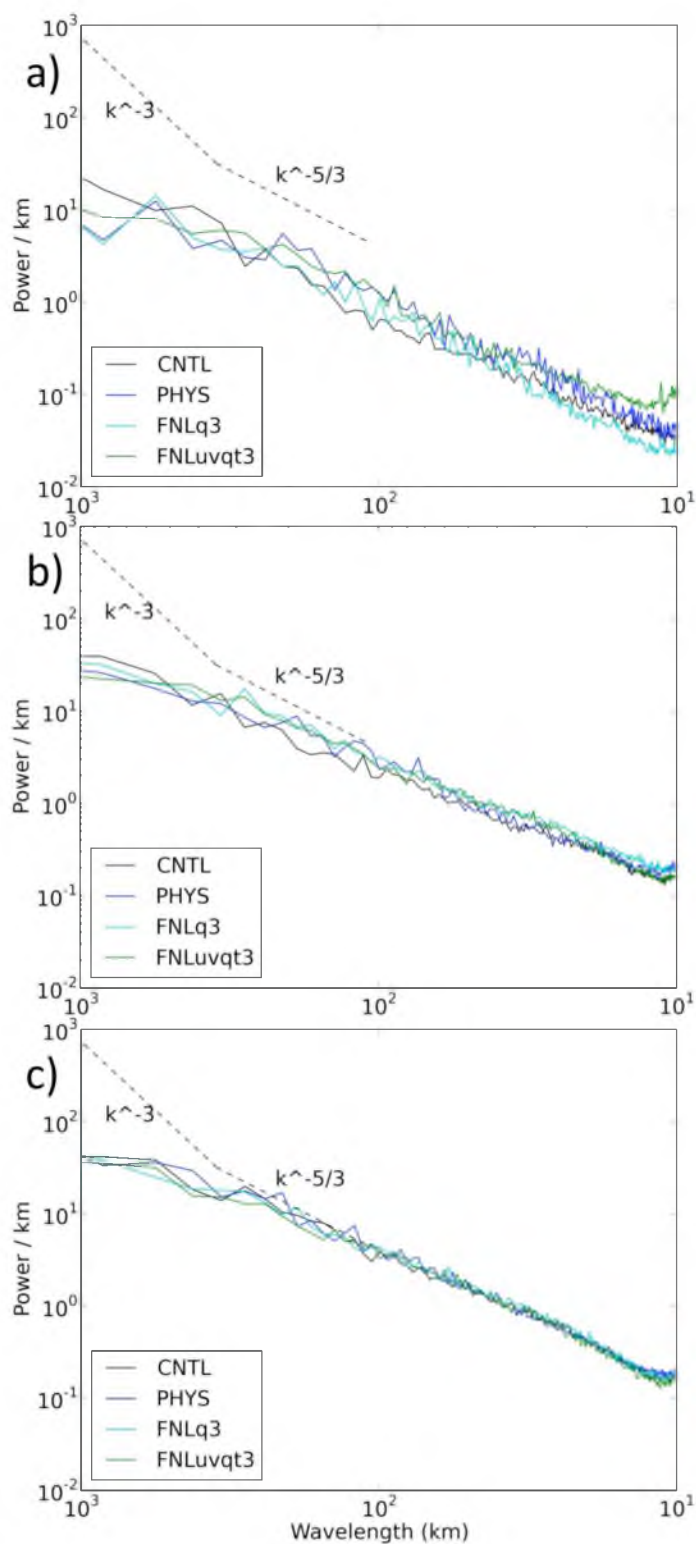 a)
10^3
k^-3
10^2
k^-5/3
10^1
Power / km
10^0
10^-1
10^-2
CNTL
PHYS
FNLq3
FNLuvqt3
10^3
10^2
10^1
b)
10^3
k^-3
10^2
k^-5/3
10^1
Power / km
10^0
10^-1
10^-2
CNTL
PHYS
FNLq3
FNLuvqt3
10^3
10^2
10^1
c)
10^3
k^-3
10^2
k^-5/3
10^1
Power / km
10^0
10^-1
10^-2
CNTL
PHYS
FNLq3
FNLuvqt3
10^3
10^2
10^1
Wavelength (km)